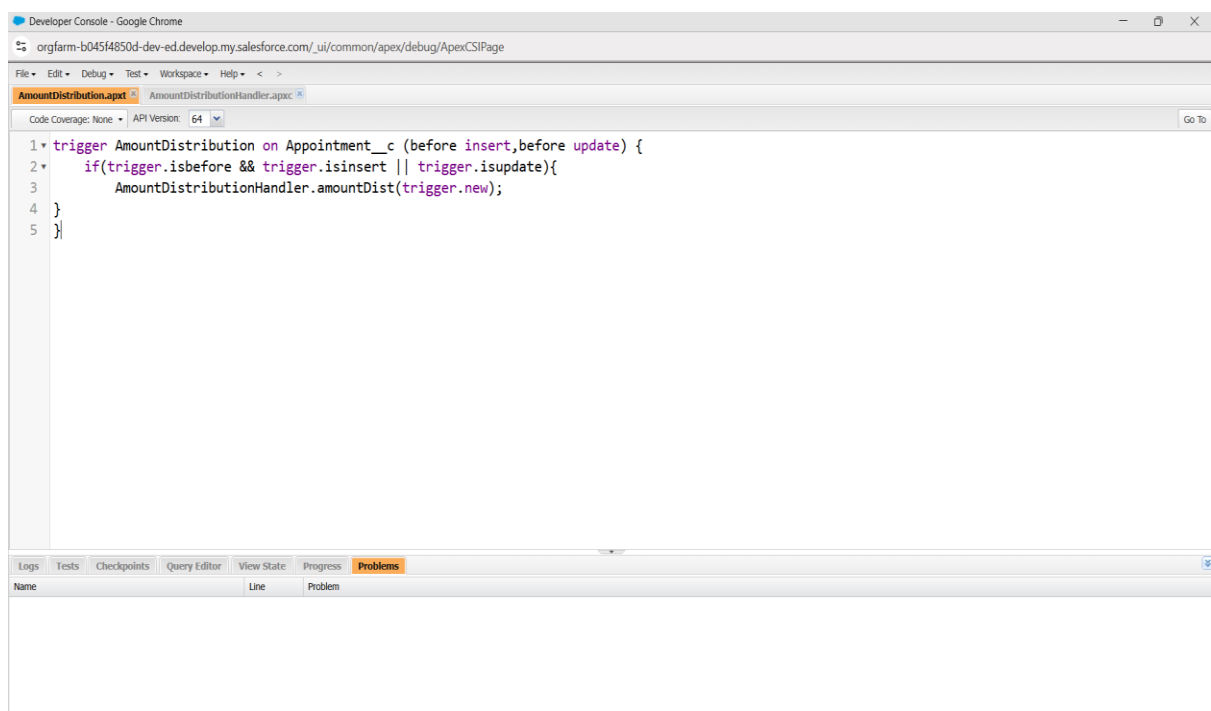 Developer Console - Google Chrome
orgfarm-b045f4850d-dev-ed.develop.my.salesforce.com/_ui/common/apex/debug/ApexCSIPage
File Edit Debug Test Workspace Help < >
AmountDistribution.apxt AmountDistributionHandler.apxc
Code Coverage: None API Version: 64 Go To
1 trigger AmountDistribution on Appointment__c (before insert,before update) {
2 if(trigger.isbefore && trigger.isinsert || trigger.isupdate){
3 AmountDistributionHandler.amountDist(trigger.new);
4 }
5 }
Logs Tests Checkpoints Query Editor View State Progress Problems
Name Line Problem